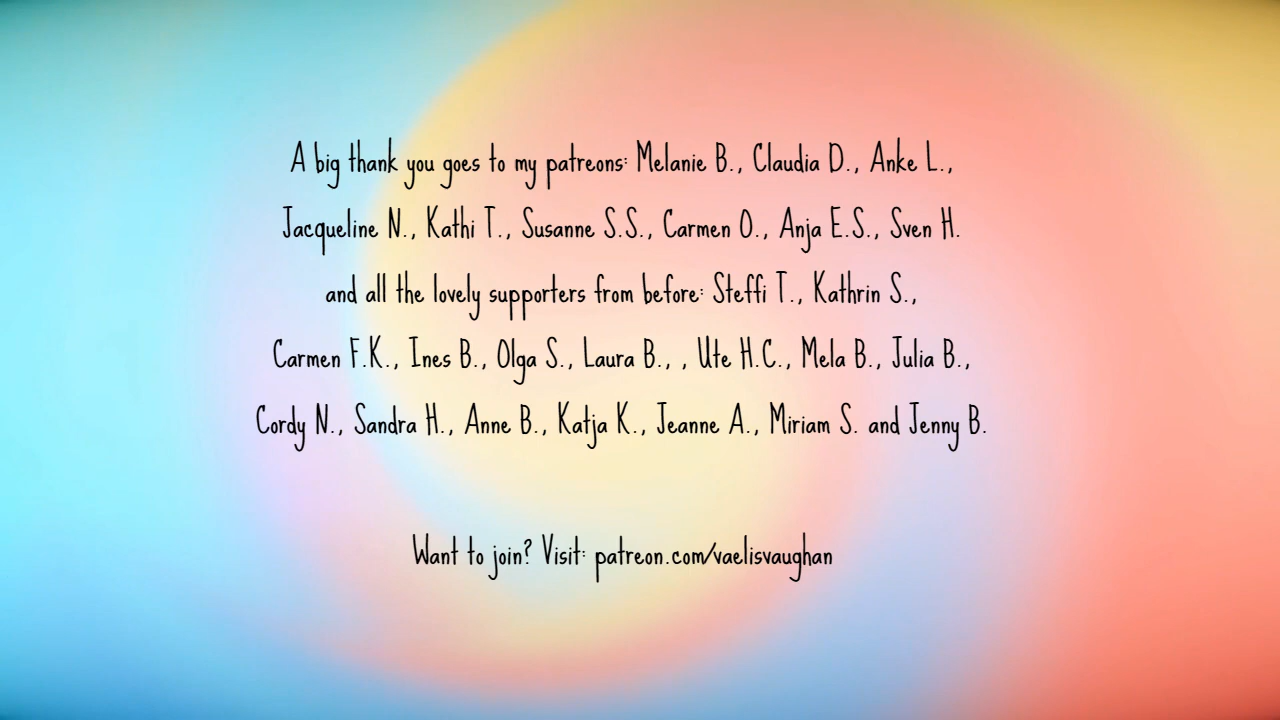 A big thank you goes to my patreons: Melanie B., Claudia D., Anke L.,
Jacqueline N., Kathi T., Susanne S.S., Carmen O., Anja E.S., Sven H.
and all the lovely supporters from before: Steffi T., Kathrin S.,
Carmen F.K., Ines B., Olga S., Laura B., , Ute H.C., Mela B., Julia B.,
Cordy N., Sandra H., Anne B., Katja K., Jeanne A., Miriam S. and Jenny B.
Want to join? Visit: patreon.com/vaelisvaughan